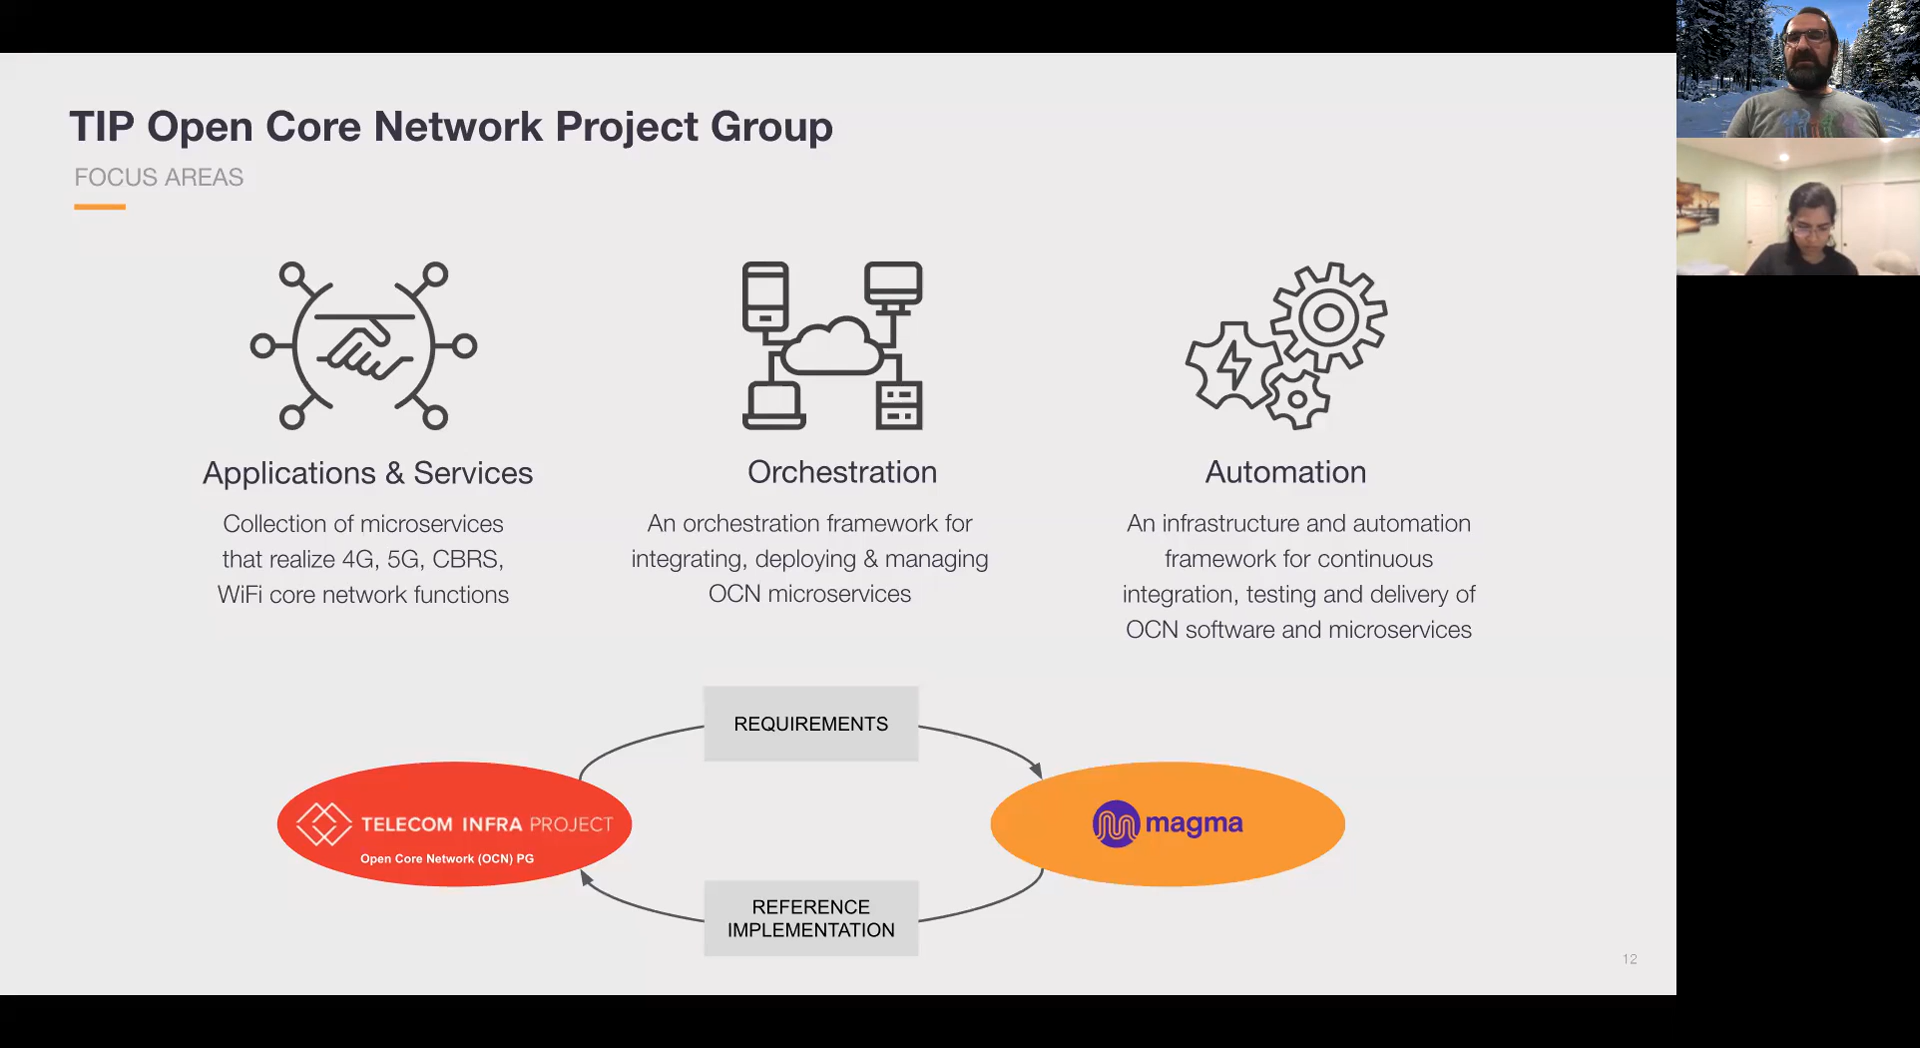 TIP Open Core Network Project Group
FOCUS AREAS
Applications & Services
Collection of microservices
that realize 4G, 5G, CBRS,
WiFi core network functions
Orchestration
An orchestration framework for
integrating, deploying & managing
OCN microservices
Automation
An infrastructure and automation
framework for continuous
integration, testing and delivery of
OCN software and microservices
REQUIREMENTS
TELECOM INFRA PROJECT
Open Core Network (OCN) PG
magma
REFERENCE
IMPLEMENTATION
12